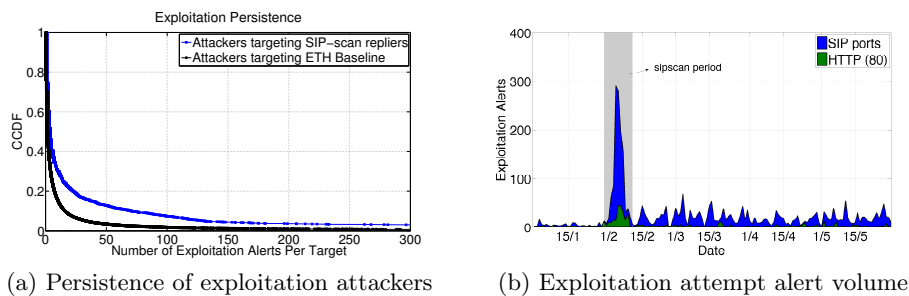 Exploitation Persistence
Attackers targeting SIP−scan repliers
Attackers targeting ETH Baseline
CCDF
1
0.8
0.6
0.4
0.2
0
0 50 100 150 200 250 300
Number of Exploitation Alerts Per Target
(a) Persistence of exploitation attackers
SIP ports
HTTP (80)
sipscan period
Exploitation Alerts
400
300
200
100
0
15/1 1/2 15/2 1/3 15/3 1/4 15/4 1/5 15/5
Date
(b) Exploitation attempt alert volume